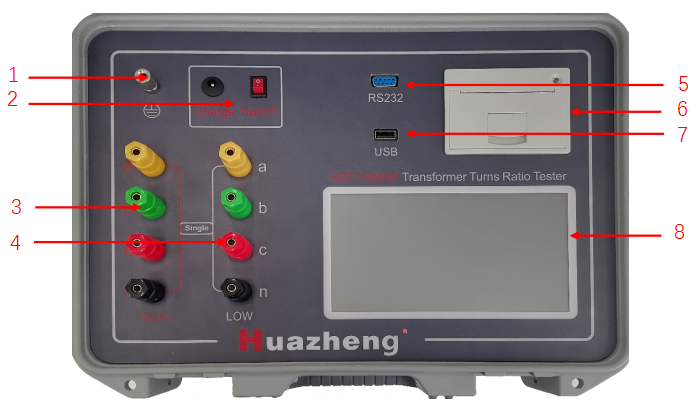 1
2
3
4
5
6
7
8
Charge Switch
RS232
USB
Transformer Turns Ratio Tester
a
b
c
n
Single
HIGH
LOW
Huazheng